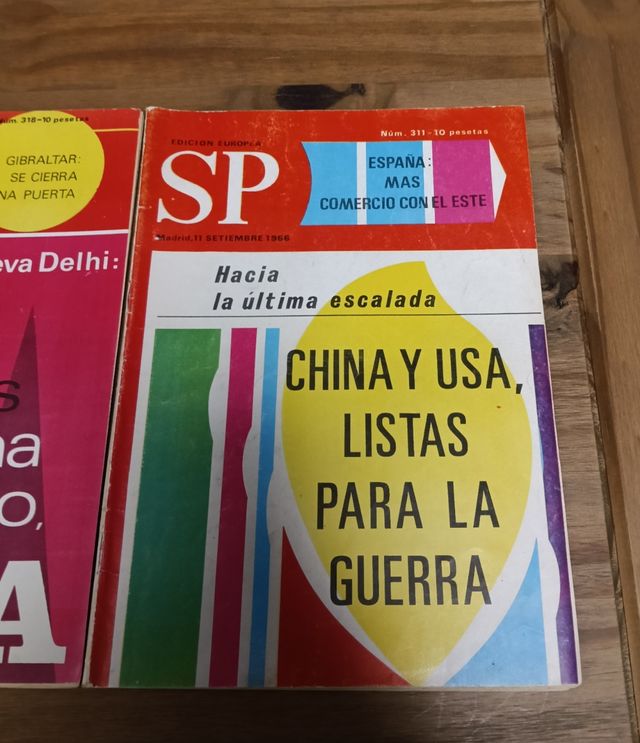 Núm. 318-10 pesetas
GIBRALTAR:
SE CIERRA
NA PUERTA
eva Delhi:
s
na
o,
A
Núm. 311-10 pesetas
EDICION EUROPEA
SP
ESPAÑA:
MAS
COMERCIO CON EL ESTE
Madrid, 11 SETIEMBRE 1966
Hacia
la última escalada
CHINA Y USA,
LISTAS
PARA LA
GUERRA